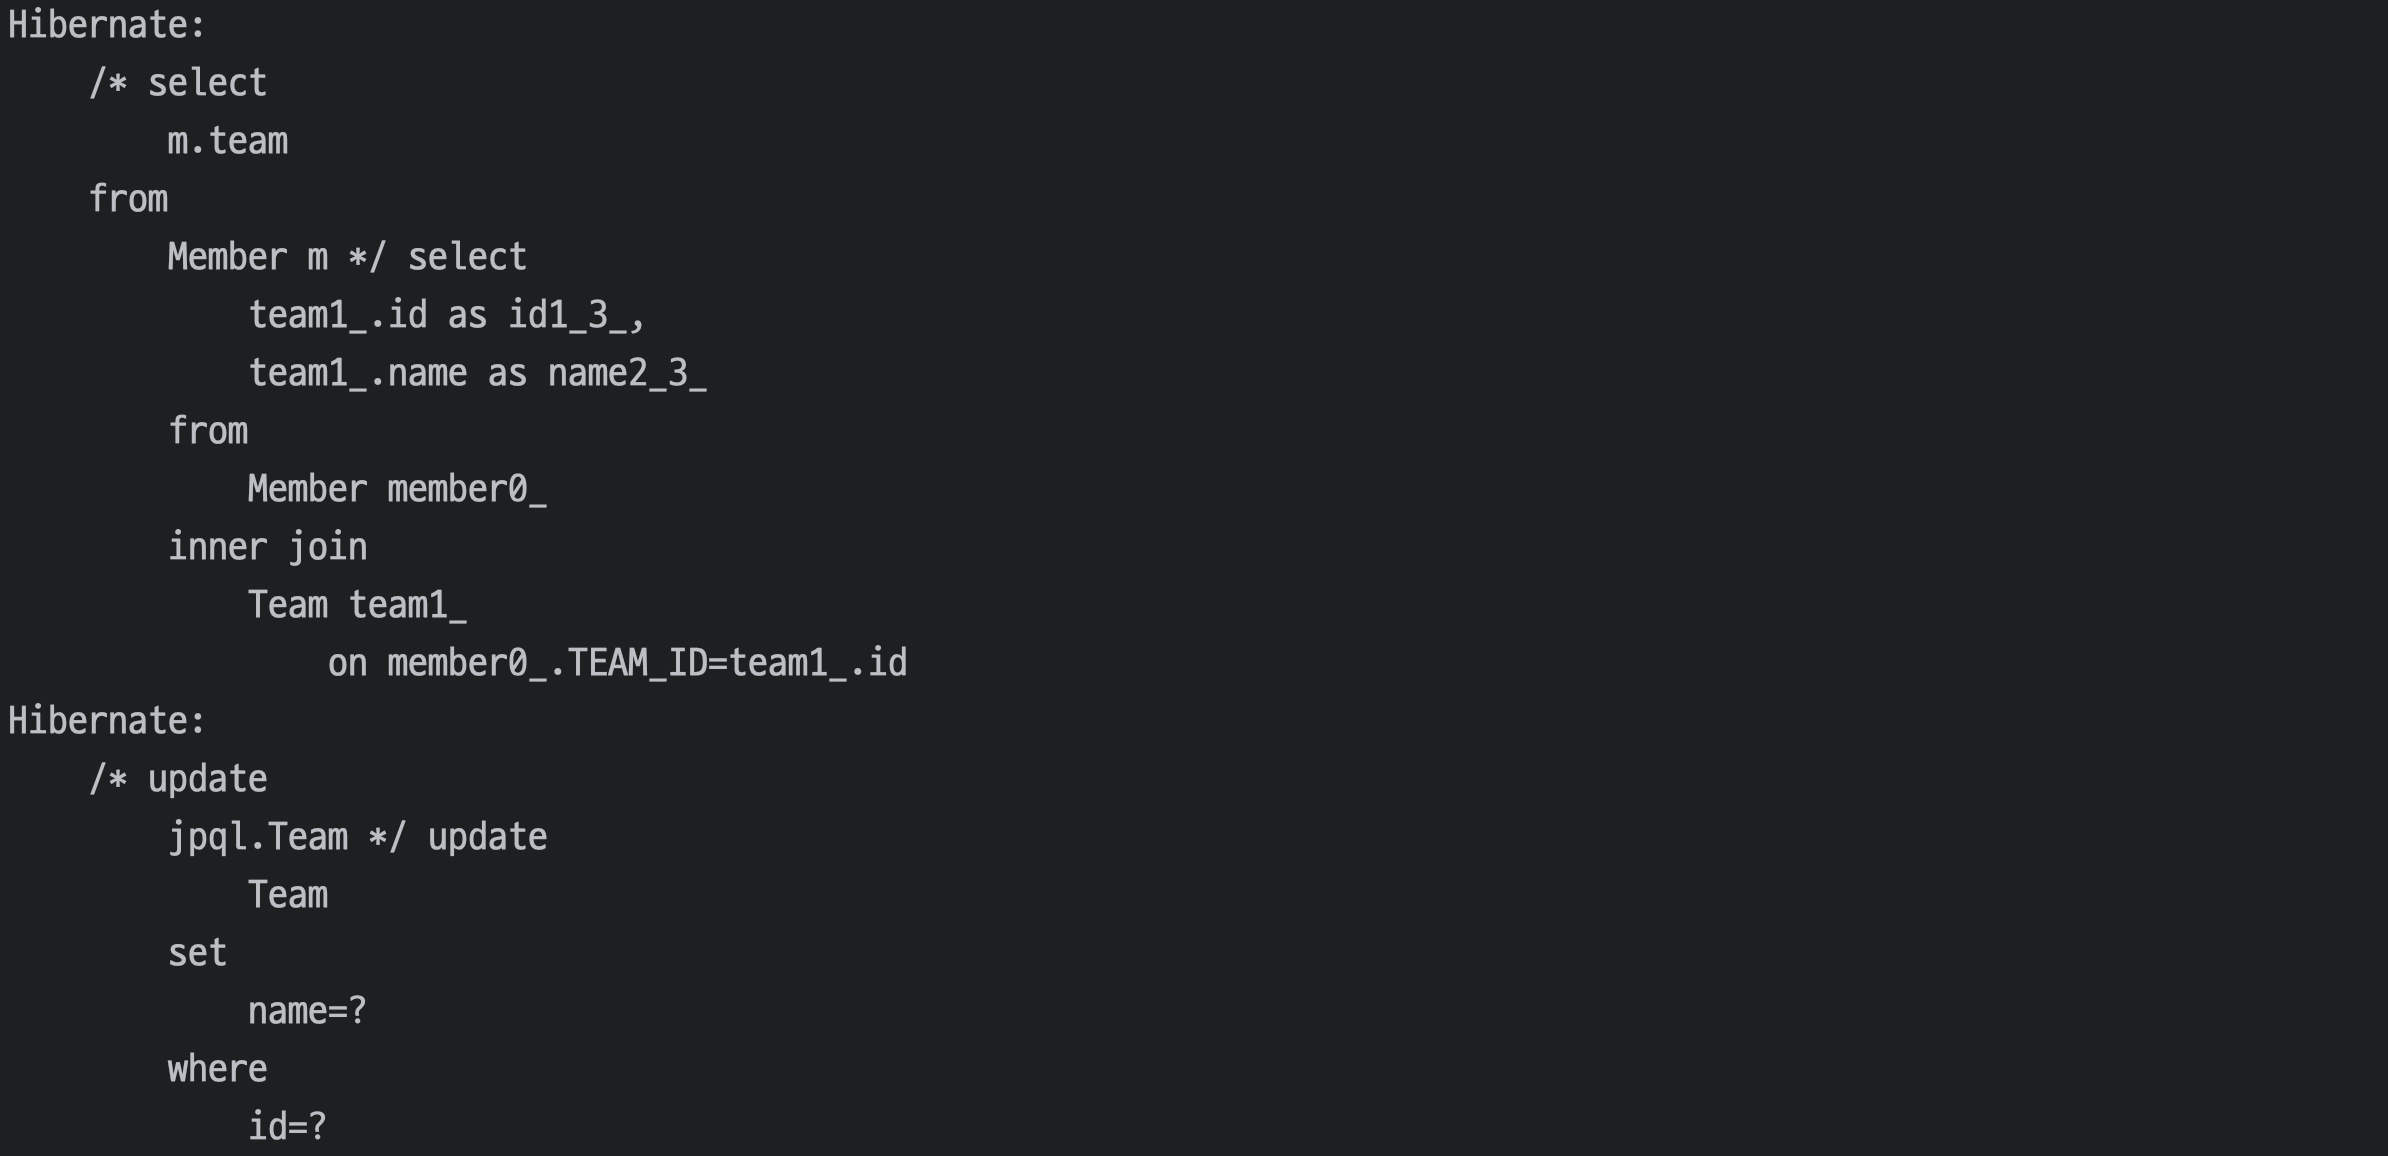 Hibernate:
    /* select
        m.team
    from
        Member m */ select
            team1_.id as id1_3_,
            team1_.name as name2_3_
        from
            Member member0_
        inner join
            Team team1_
                on member0_.TEAM_ID=team1_.id
Hibernate:
    /* update
        jpql.Team */ update
            Team
        set
            name=?
        where
            id=?